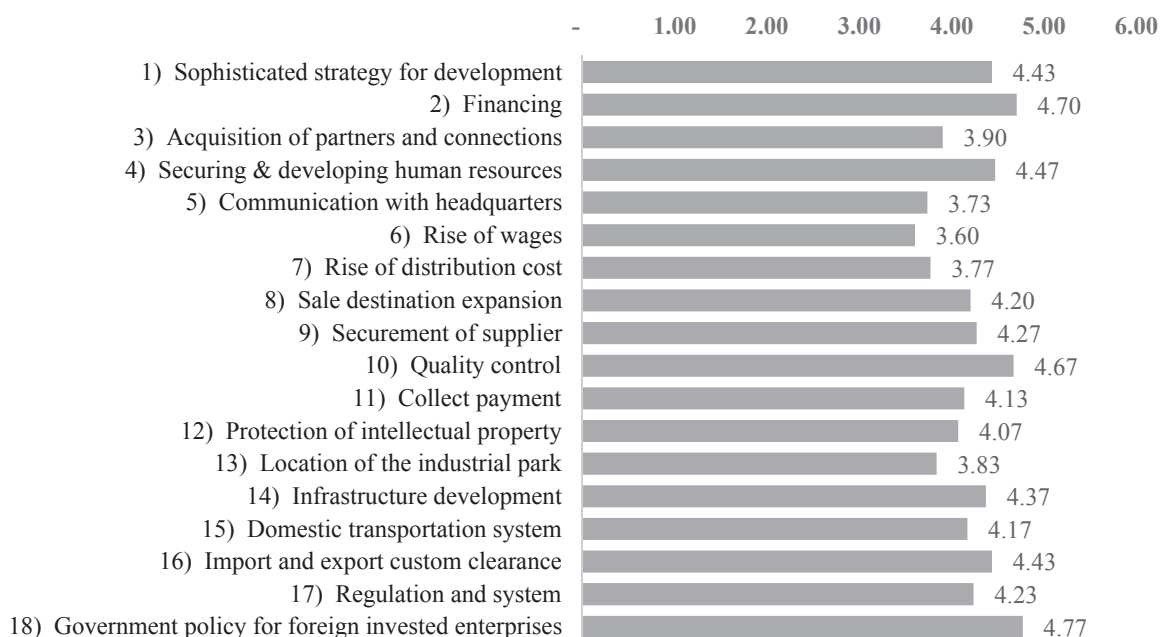 - 1.00 2.00 3.00 4.00 5.00 6.00
1) Sophisticated strategy for development 4.43
2) Financing 4.70
3) Acquisition of partners and connections 3.90
4) Securing & developing human resources 4.47
5) Communication with headquarters 3.73
6) Rise of wages 3.60
7) Rise of distribution cost 3.77
8) Sale destination expansion 4.20
9) Securement of supplier 4.27
10) Quality control 4.67
11) Collect payment 4.13
12) Protection of intellectual property 4.07
13) Location of the industrial park 3.83
14) Infrastructure development 4.37
15) Domestic transportation system 4.17
16) Import and export custom clearance 4.43
17) Regulation and system 4.23
18) Government policy for foreign invested enterprises 4.77